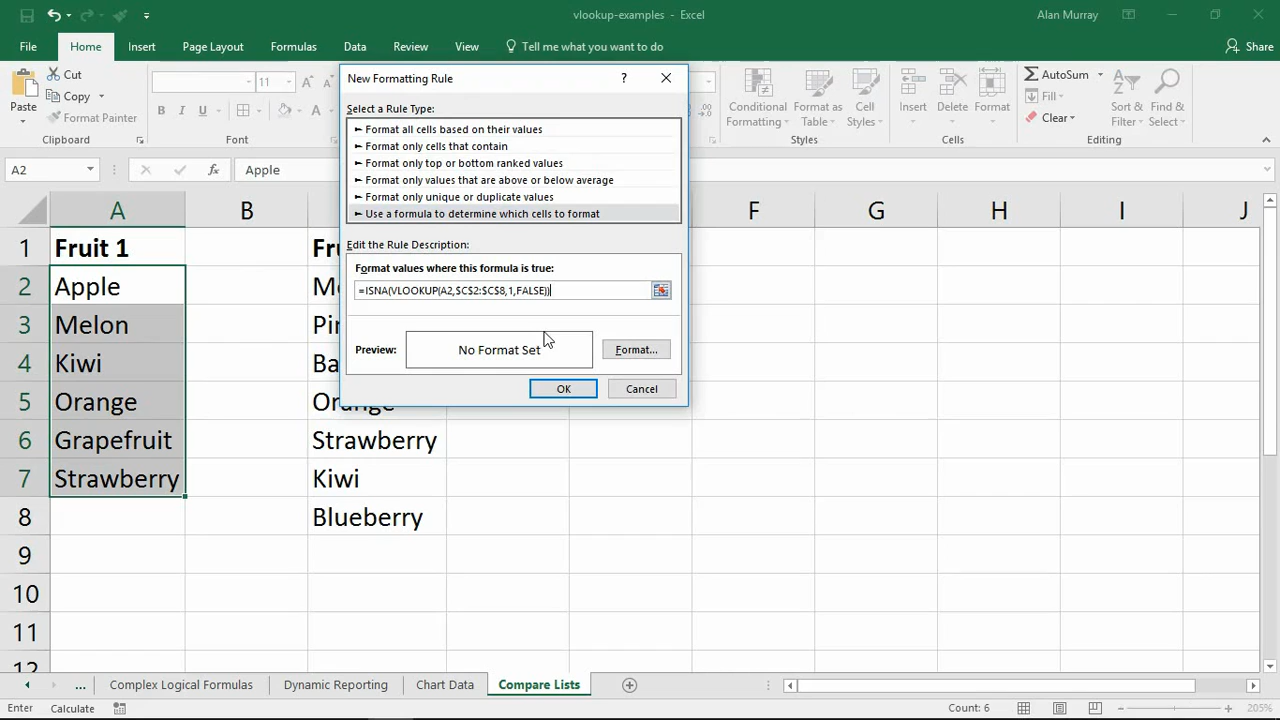 vlookup-examples - Excel
Alan Murray
File Home Insert Page Layout Formulas Data Review View Tell me what you want to do Share
Paste
Cut
Copy
Format Painter
Clipboard
11
A
A
B I U
A
Font
Conditional Formatting
Format as Table
Cell Styles
Styles
Insert
Delete
Format
Cells
AutoSum
Fill
Clear
Sort & Filter
Find & Select
Editing
A2
fx
Apple
New Formatting Rule
?
Select a Rule Type:
► Format all cells based on their values
► Format only cells that contain
► Format only top or bottom ranked values
► Format only values that are above or below average
► Format only unique or duplicate values
► Use a formula to determine which cells to format
Edit the Rule Description:
Format values where this formula is true:
=ISNA(VLOOKUP(A2,$C$2:$C$8,1,FALSE))
Preview:
No Format Set
Format...
OK
Cancel
A B F G H I J
1 Fruit 1 Fru
2 Apple Me
3 Melon Pin
4 Kiwi Ba
5 Orange Orange
6 Grapefruit Strawberry
7 Strawberry Kiwi
8 Blueberry
9
10
11
12
... Complex Logical Formulas Dynamic Reporting Chart Data Compare Lists
Enter Calculate Count: 6 205%